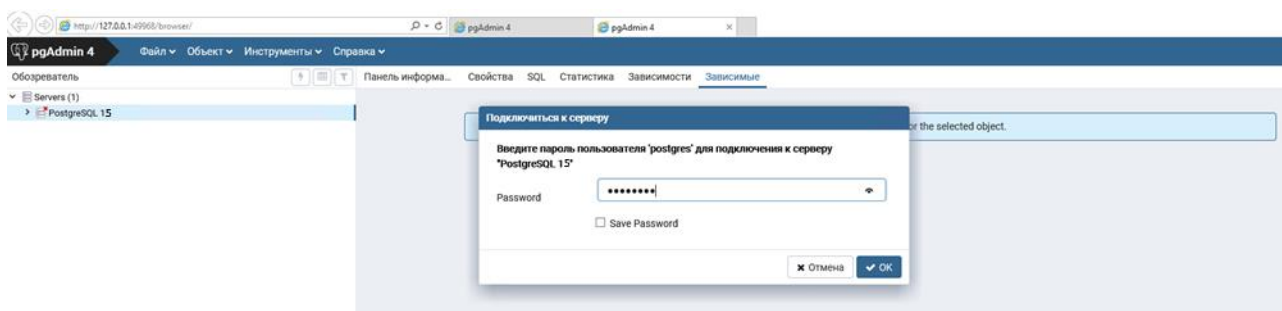 http://127.0.0.1:49968/browser/
pgAdmin 4
pgAdmin 4
pgAdmin 4
Файл Объект Инструменты Справка
Обозреватель
Панель информа... Свойства SQL Статистика Зависимости Зависимые
Servers (1)
PostgreSQL 15
Подключиться к серверу
or the selected object.
Введите пароль пользователя 'postgres' для подключения к серверу
"PostgreSQL 15"
Password
Save Password
Отмена
OK